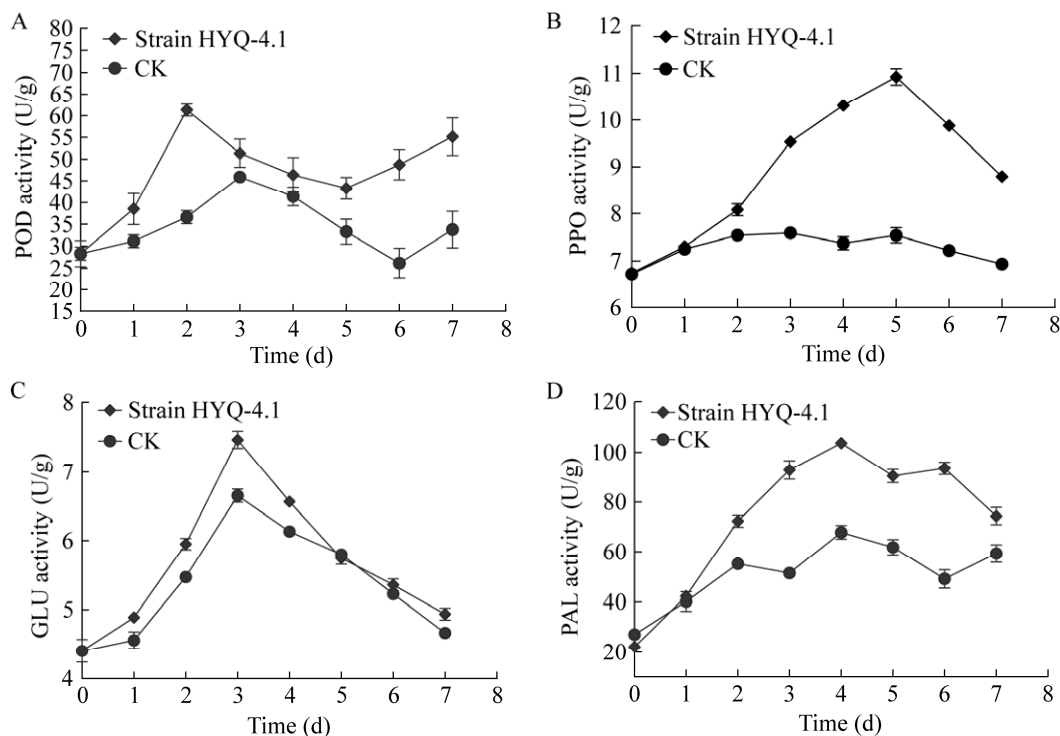 A
Strain HYQ-4.1
CK
POD activity (U/g)
80
75
70
65
60
55
50
45
40
35
30
25
20
15
0 1 2 3 4 5 6 7 8
Time (d)
B
Strain HYQ-4.1
CK
PPO activity (U/g)
12
11
10
9
8
7
6
0 1 2 3 4 5 6 7 8
Time (d)
C
Strain HYQ-4.1
CK
GLU activity (U/g)
8
7
6
5
4
0 1 2 3 4 5 6 7 8
Time (d)
D
Strain HYQ-4.1
CK
PAL activity (U/g)
120
100
80
60
40
20
0 1 2 3 4 5 6 7 8
Time (d)